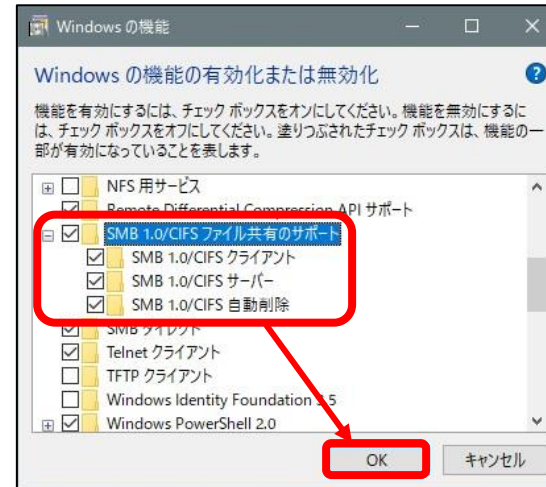 Windows の機能
Windows の機能の有効化または無効化
機能を有効にするには、チェック ボックスをオンにしてください。機能を無効にするに
は、チェック ボックスをオフにしてください。塗りつぶされたチェック ボックスは、機能の一
部が有効になっていることを表します。
NFS 用サービス
Remote Differential Compression API サポート
SMB 1.0/CIFS ファイル共有のサポート
SMB 1.0/CIFS クライアント
SMB 1.0/CIFS サーバー
SMB 1.0/CIFS 自動削除
SMB ダイレクト
Telnet クライアント
TFTP クライアント
Windows Identity Foundation 3.5
Windows PowerShell 2.0
OK
キャンセル